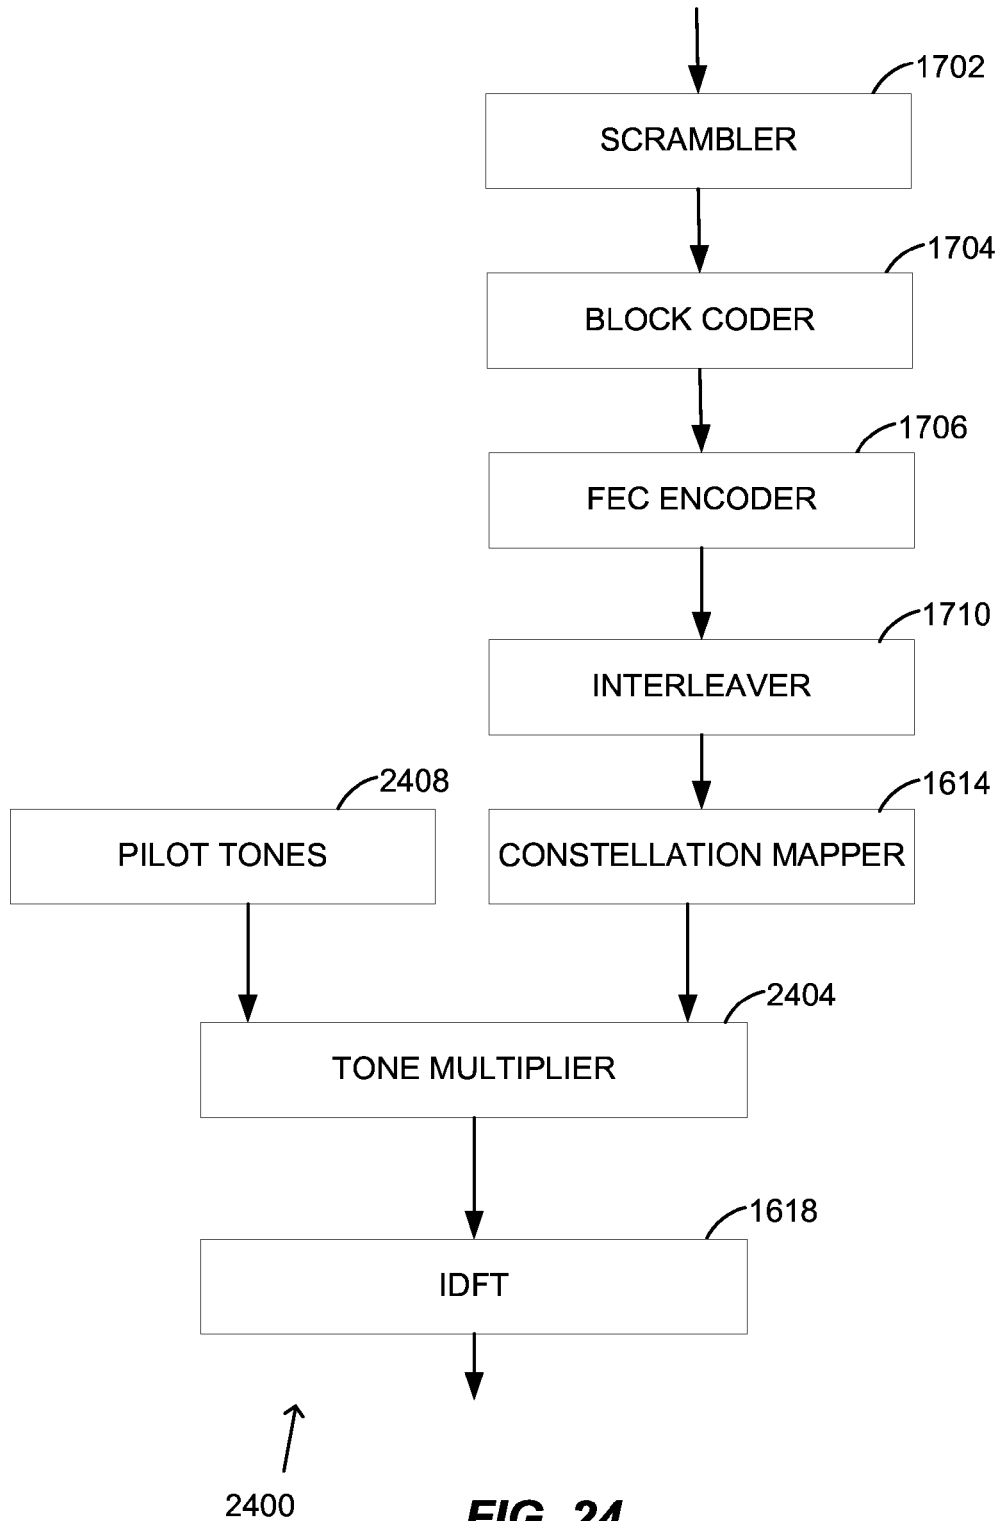 1702
SCRAMBLER
1704
BLOCK CODER
1706
FEC ENCODER
1710
INTERLEAVER
2408
PILOT TONES
1614
CONSTELLATION MAPPER
2404
TONE MULTIPLIER
1618
IDFT
2400
FIG. 24